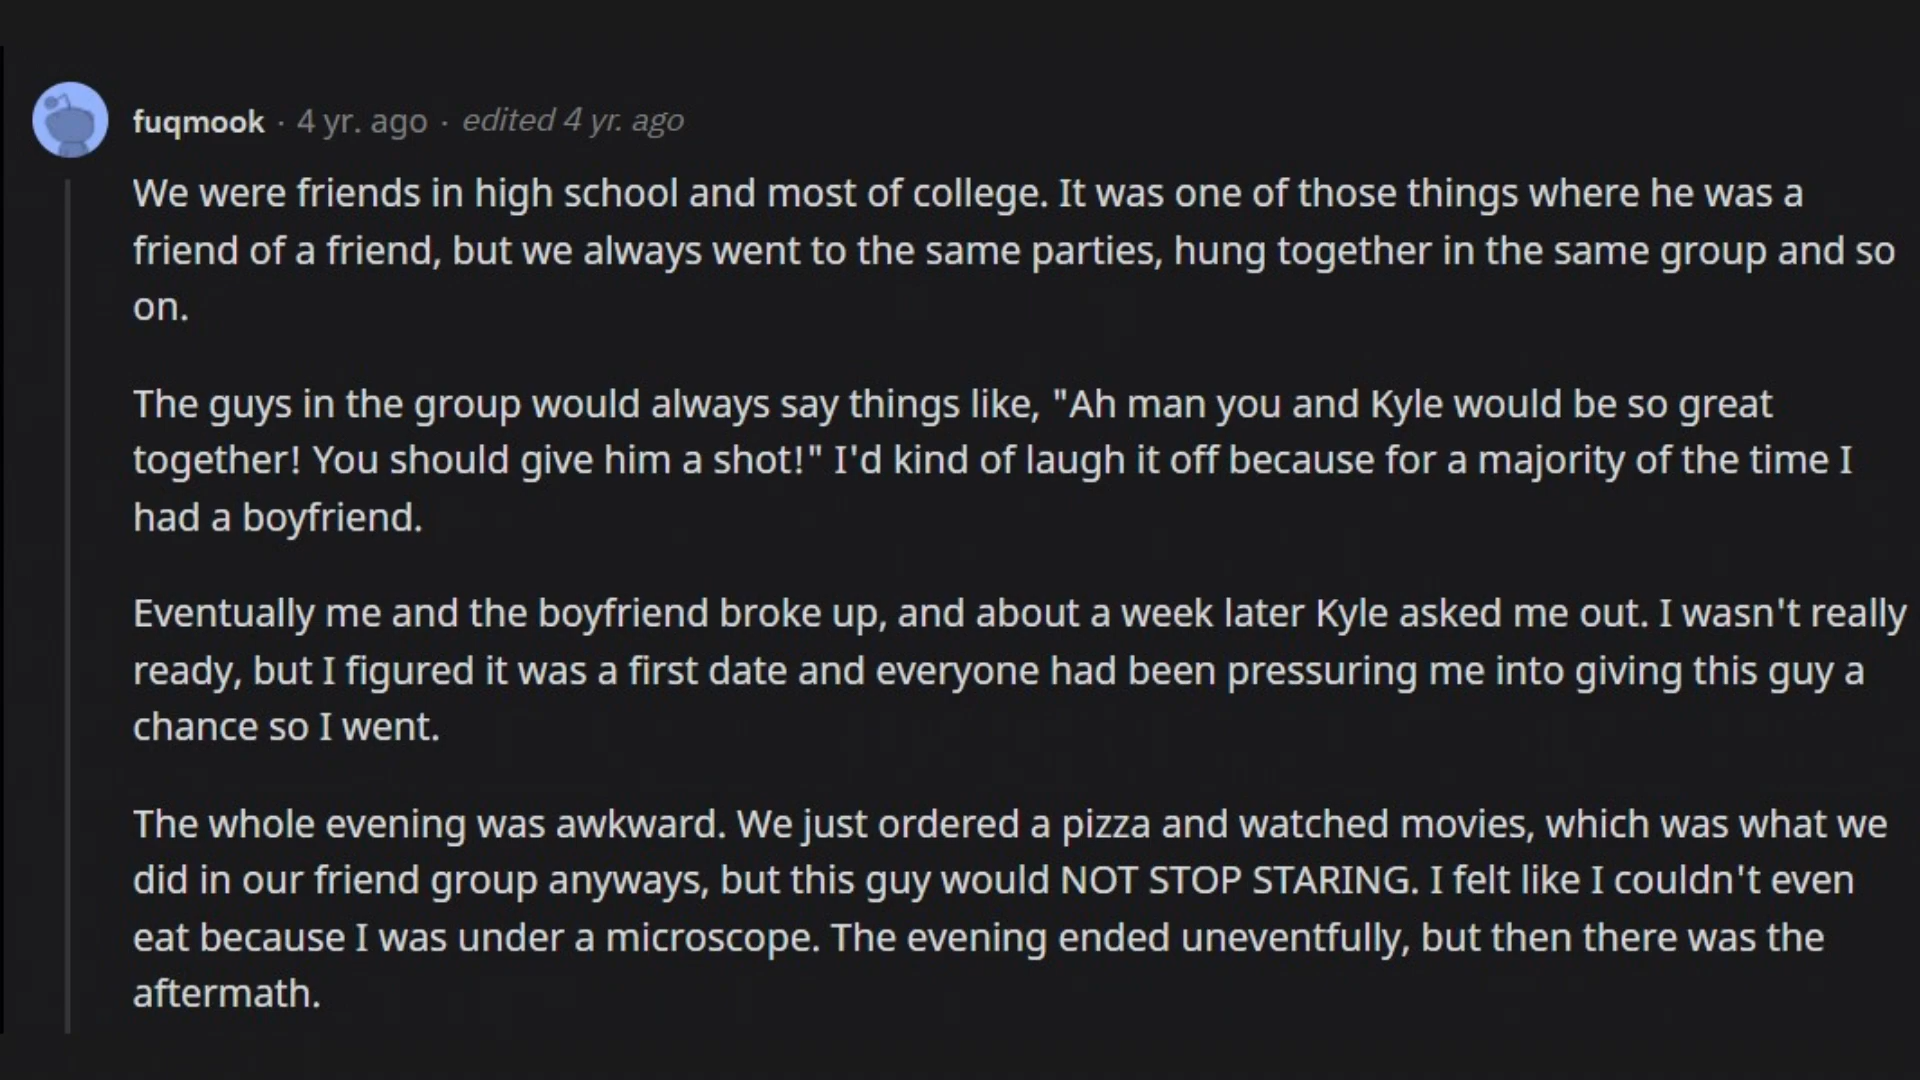 fuqmook · 4 yr. ago · edited 4 yr. ago
We were friends in high school and most of college. It was one of those things where he was a
friend of a friend, but we always went to the same parties, hung together in the same group and so
on.
The guys in the group would always say things like, "Ah man you and Kyle would be so great
together! You should give him a shot!" I'd kind of laugh it off because for a majority of the time I
had a boyfriend.
Eventually me and the boyfriend broke up, and about a week later Kyle asked me out. I wasn't really
ready, but I figured it was a first date and everyone had been pressuring me into giving this guy a
chance so I went.
The whole evening was awkward. We just ordered a pizza and watched movies, which was what we
did in our friend group anyways, but this guy would NOT STOP STARING. I felt like I couldn't even
eat because I was under a microscope. The evening ended uneventfully, but then there was the
aftermath.